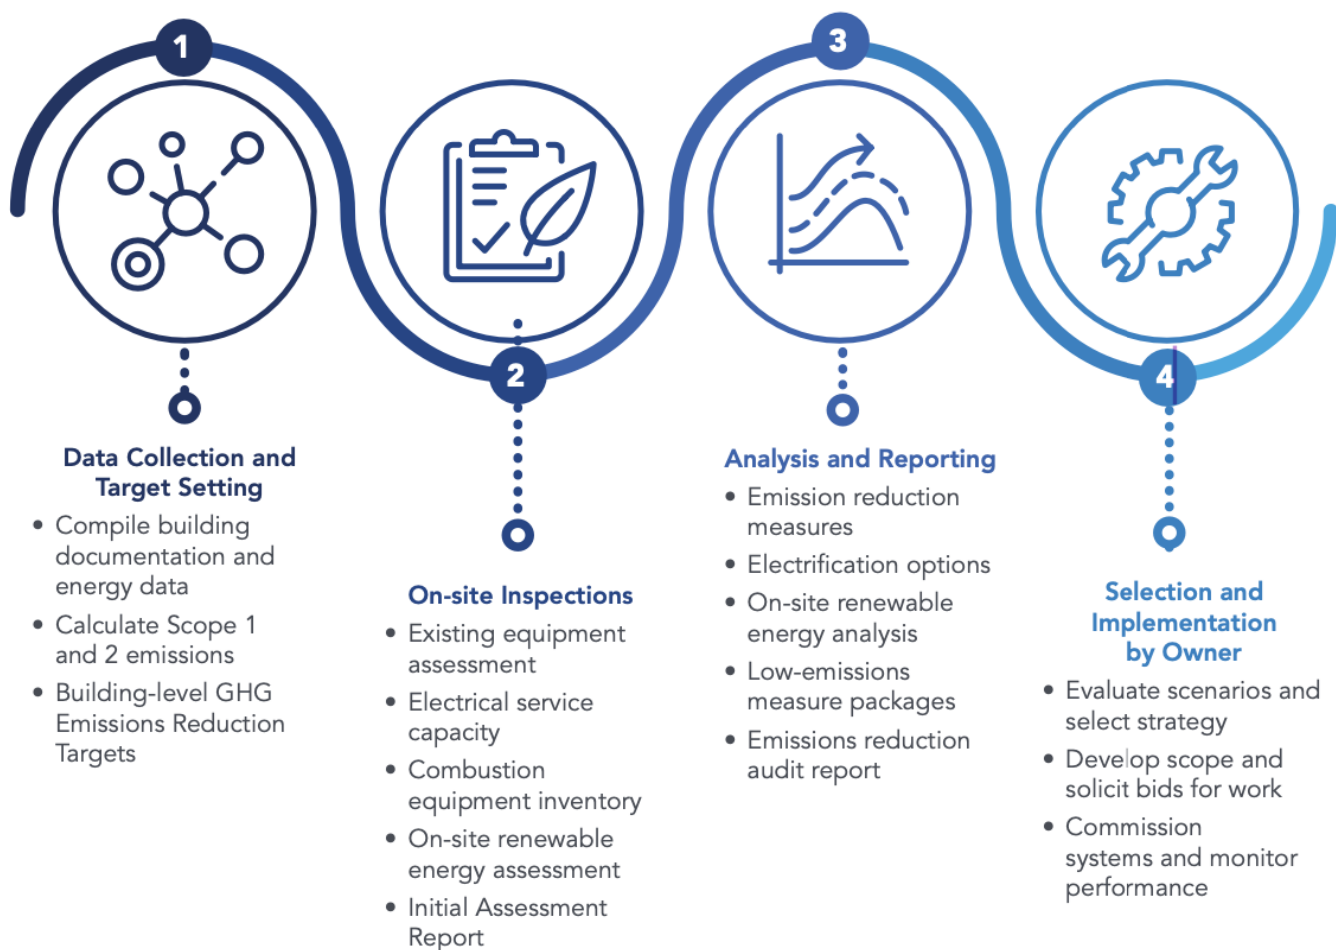 1
Data Collection and
Target Setting
• Compile building
documentation and
energy data
• Calculate Scope 1
and 2 emissions
• Building-level GHG
Emissions Reduction
Targets
2
On-site Inspections
• Existing equipment
assessment
• Electrical service
capacity
• Combustion
equipment inventory
• On-site renewable
energy assessment
• Initial Assessment
Report
3
Analysis and Reporting
• Emission reduction
measures
• Electrification options
• On-site renewable
energy analysis
• Low-emissions
measure packages
• Emissions reduction
audit report
4
Selection and
Implementation
by Owner
• Evaluate scenarios and
select strategy
• Develop scope and
solicit bids for work
• Commission
systems and monitor
performance